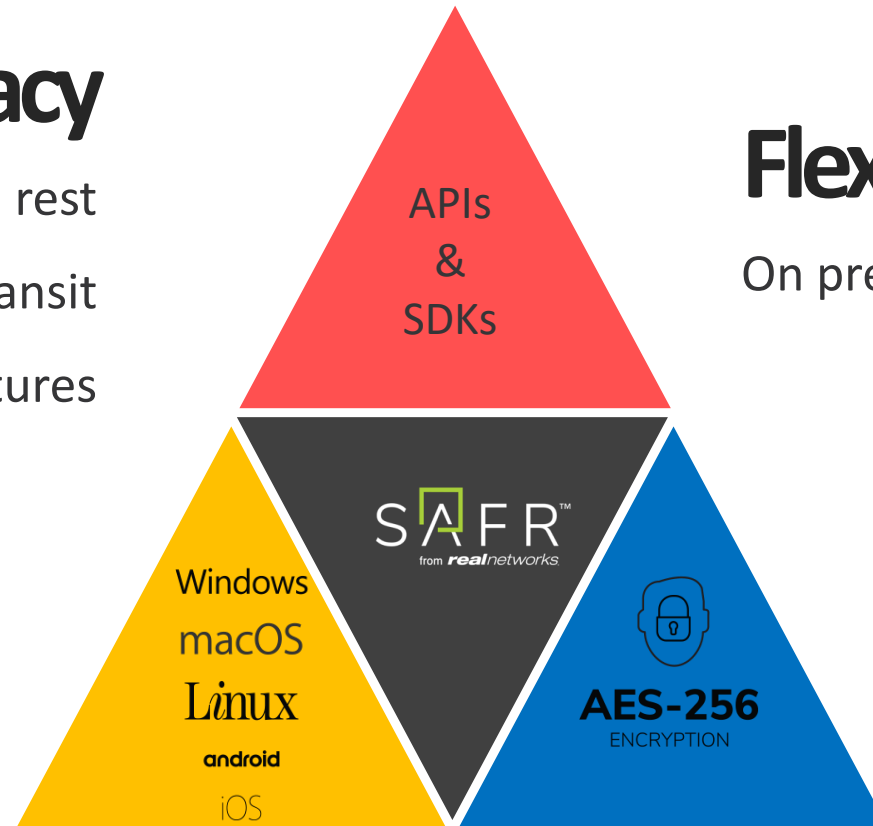 acy
rest
ansit
tures
APIs
&
SDKs
Flex
On pre
SAFR™
from realnetworks
Windows
macOS
Linux
android
iOS
AES-256
ENCRYPTION